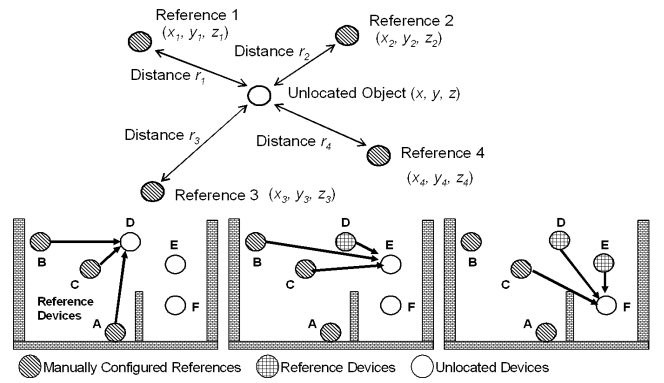 Reference 1
(x1, y1, z1)
Reference 2
(x2, y2, z2)
Distance r1
Distance r2
Unlocated Object (x, y, z)
Distance r3
Distance r4
Reference 4
(x4, y4, z4)
Reference 3 (x3, y3, z3)
D
B
C
E
Reference
Devices
F
A
D
B
E
C
F
A
D
B
E
C
F
A
Manually Configured References
Reference Devices
Unlocated Devices